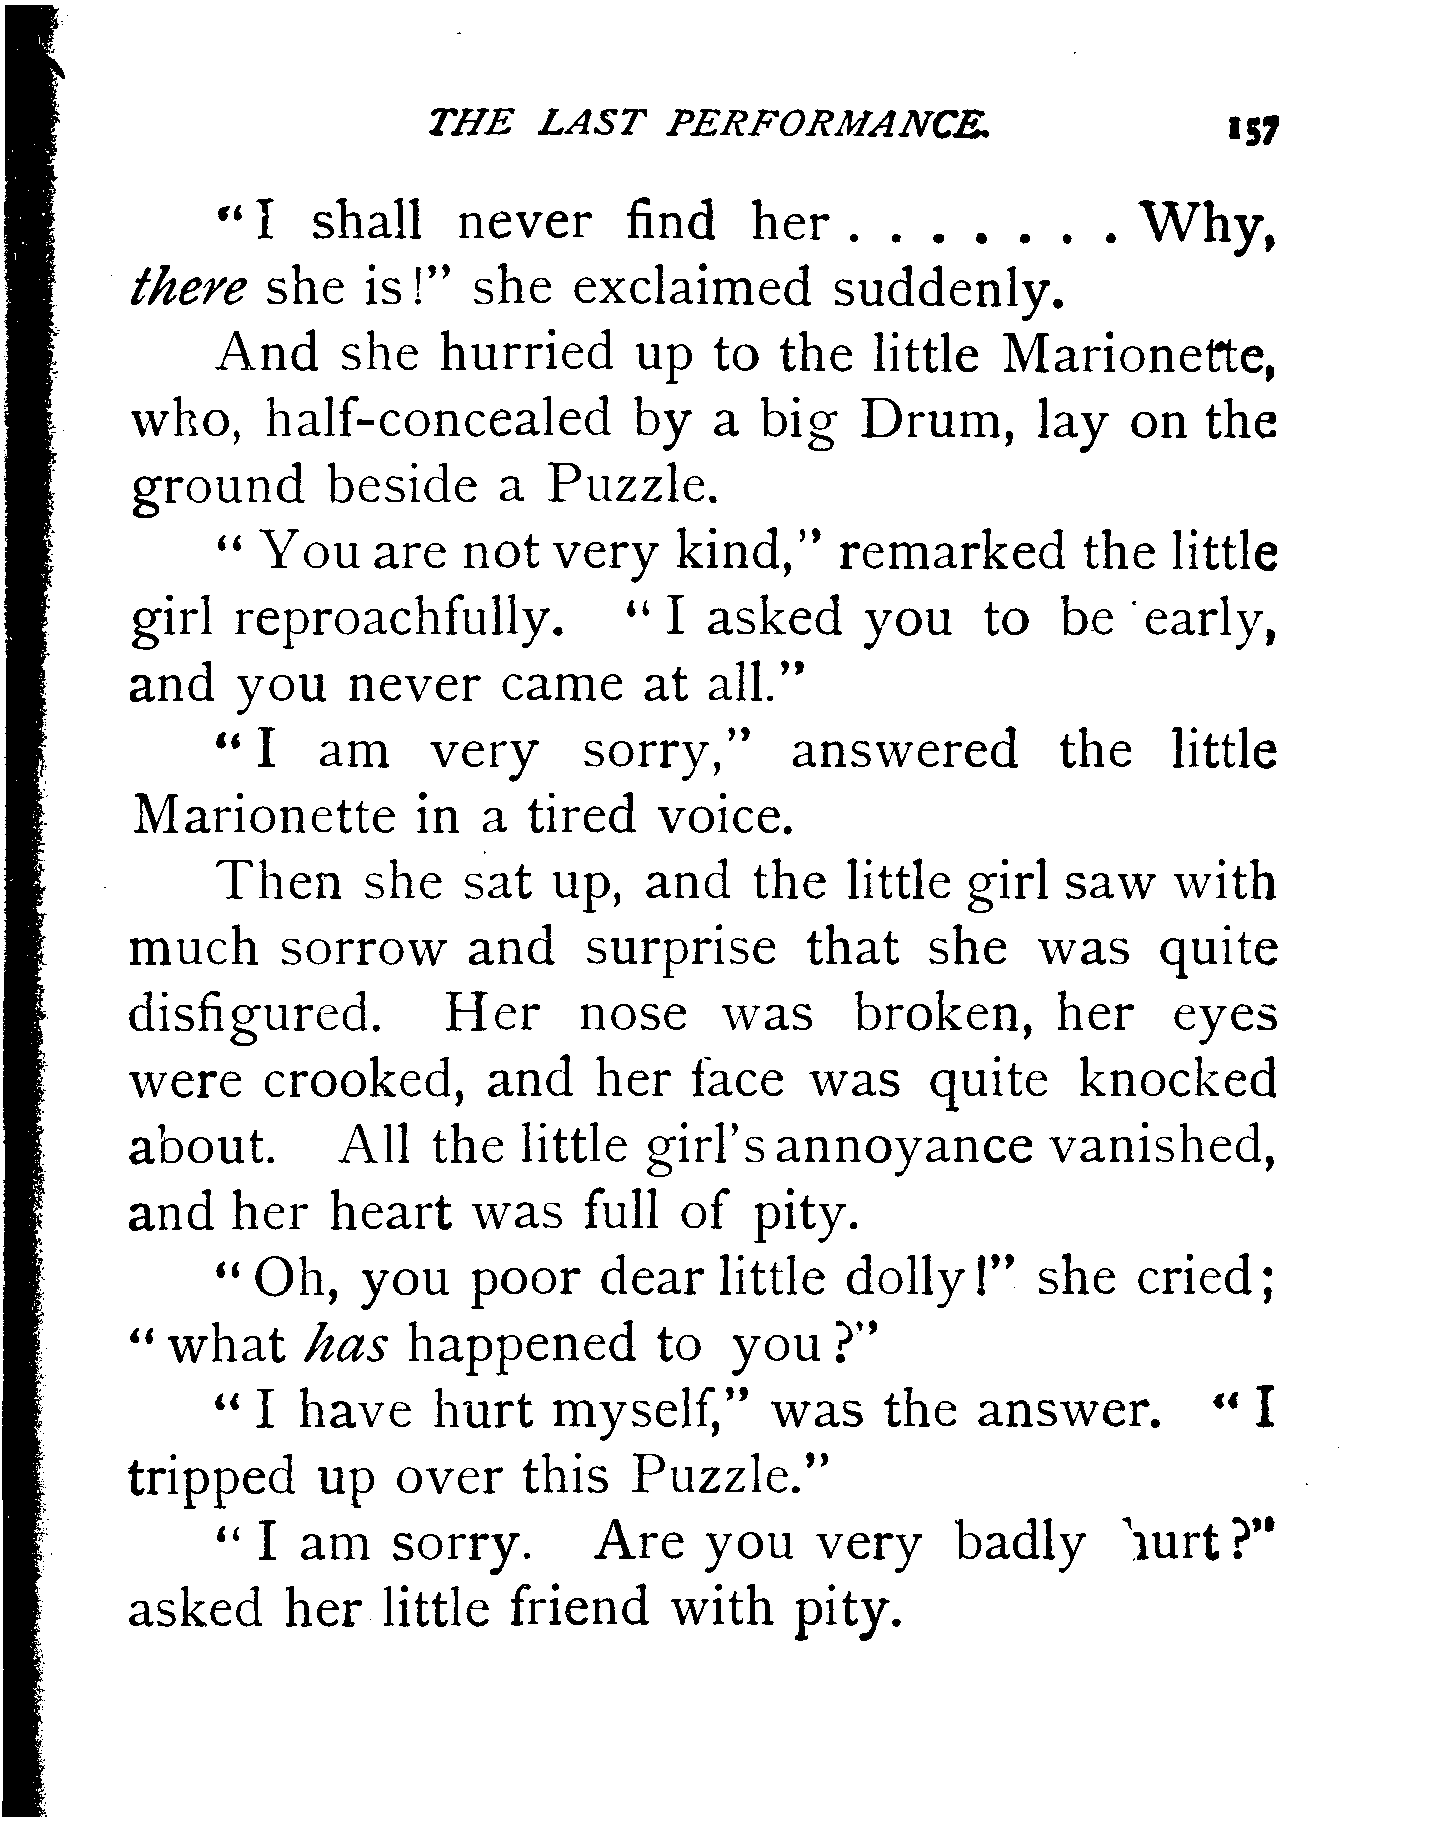 THE LAST PERFORMANCE. 157
"I shall never find her . . . . . . . Why,
there she is!" she exclaimed suddenly.
And she hurried up to the little Marionette,
who, half-concealed by a big Drum, lay on the
ground beside a Puzzle.
"You are not very kind," remarked the little
girl reproachfully. "I asked you to be early,
and you never came at all."
"I am very sorry," answered the little
Marionette in a tired voice.
Then she sat up, and the little girl saw with
much sorrow and surprise that she was quite
disfigured. Her nose was broken, her eyes
were crooked, and her face was quite knocked
about. All the little girl's annoyance vanished,
and her heart was full of pity.
"Oh, you poor dear little dolly!" she cried;
"what has happened to you?"
"I have hurt myself," was the answer. "I
tripped up over this Puzzle."
"I am sorry. Are you very badly hurt?"
asked her little friend with pity.